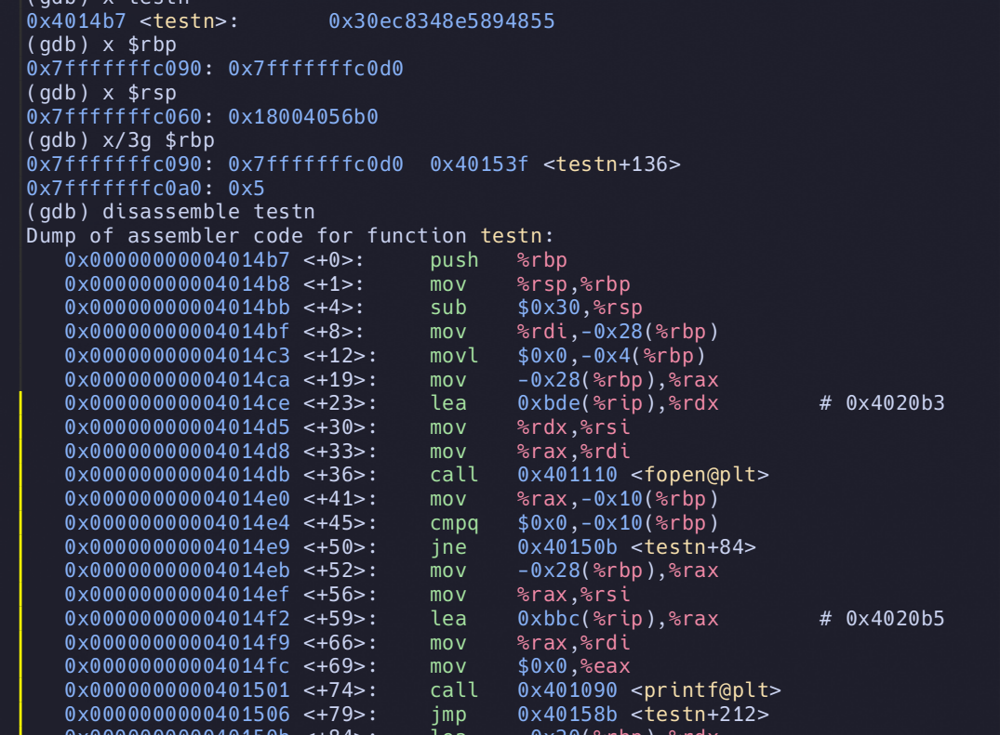 (gdb) x testn
0x4014b7 <testn>:       0x30ec8348e5894855
(gdb) x $rbp
0x7fffffffc090: 0x7fffffffc0d0
(gdb) x $rsp
0x7fffffffc060: 0x18004056b0
(gdb) x/3g $rbp
0x7fffffffc090: 0x7fffffffc0d0  0x40153f <testn+136>
0x7fffffffc0a0: 0x5
(gdb) disassemble testn
Dump of assembler code for function testn:
   0x00000000004014b7 <+0>:     push   %rbp
   0x00000000004014b8 <+1>:     mov    %rsp,%rbp
   0x00000000004014bb <+4>:     sub    $0x30,%rsp
   0x00000000004014bf <+8>:     mov    %rdi,-0x28(%rbp)
   0x00000000004014c3 <+12>:    movl   $0x0,-0x4(%rbp)
   0x00000000004014ca <+19>:    mov    -0x28(%rbp),%rax
   0x00000000004014ce <+23>:    lea    0xbde(%rip),%rdx        # 0x4020b3
   0x00000000004014d5 <+30>:    mov    %rdx,%rsi
   0x00000000004014d8 <+33>:    mov    %rax,%rdi
   0x00000000004014db <+36>:    call   0x401110 <fopen@plt>
   0x00000000004014e0 <+41>:    mov    %rax,-0x10(%rbp)
   0x00000000004014e4 <+45>:    cmpq   $0x0,-0x10(%rbp)
   0x00000000004014e9 <+50>:    jne    0x40150b <testn+84>
   0x00000000004014eb <+52>:    mov    -0x28(%rbp),%rax
   0x00000000004014ef <+56>:    mov    %rax,%rsi
   0x00000000004014f2 <+59>:    lea    0xbbc(%rip),%rax        # 0x4020b5
   0x00000000004014f9 <+66>:    mov    %rax,%rdi
   0x00000000004014fc <+69>:    mov    $0x0,%eax
   0x0000000000401501 <+74>:    call   0x401090 <printf@plt>
   0x0000000000401506 <+79>:    jmp    0x40158b <testn+212>